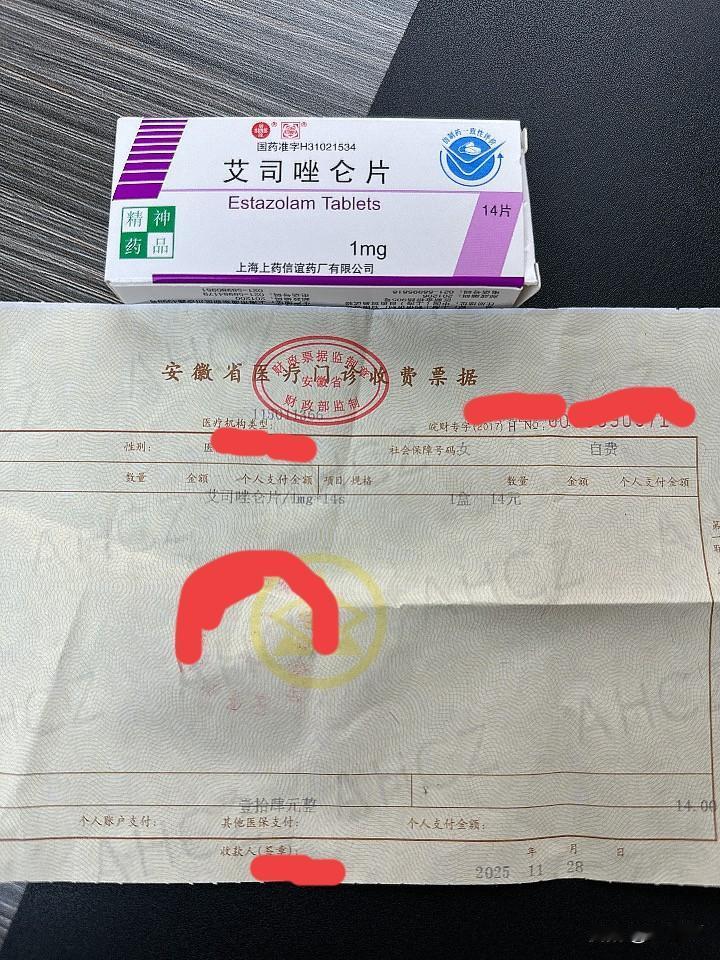 国药准字H31021534
艾司唑仑片
Estazolam Tablets
精神
药品
14片
1mg
上海上药信谊药厂有限公司
安徽省医疗门诊收费票据
财政票据监制章
安徽省
财政部监制
医疗机构类型:
皖财专字(2017)
No:
性别:
社会保障号码:
女
自费
数量 金额 个人支付金额 项目/规格 数量 金额 个人支付金额
艾司唑仑片/1mg*14s 1盒 14元
AHCZ
AHCZ
AHCZ
AHCZ
壹拾肆元整
14.00
个人账户支付: 其他医保支付: 个人支付金额:
收款人(签章):
年 月 日
2025 11 28